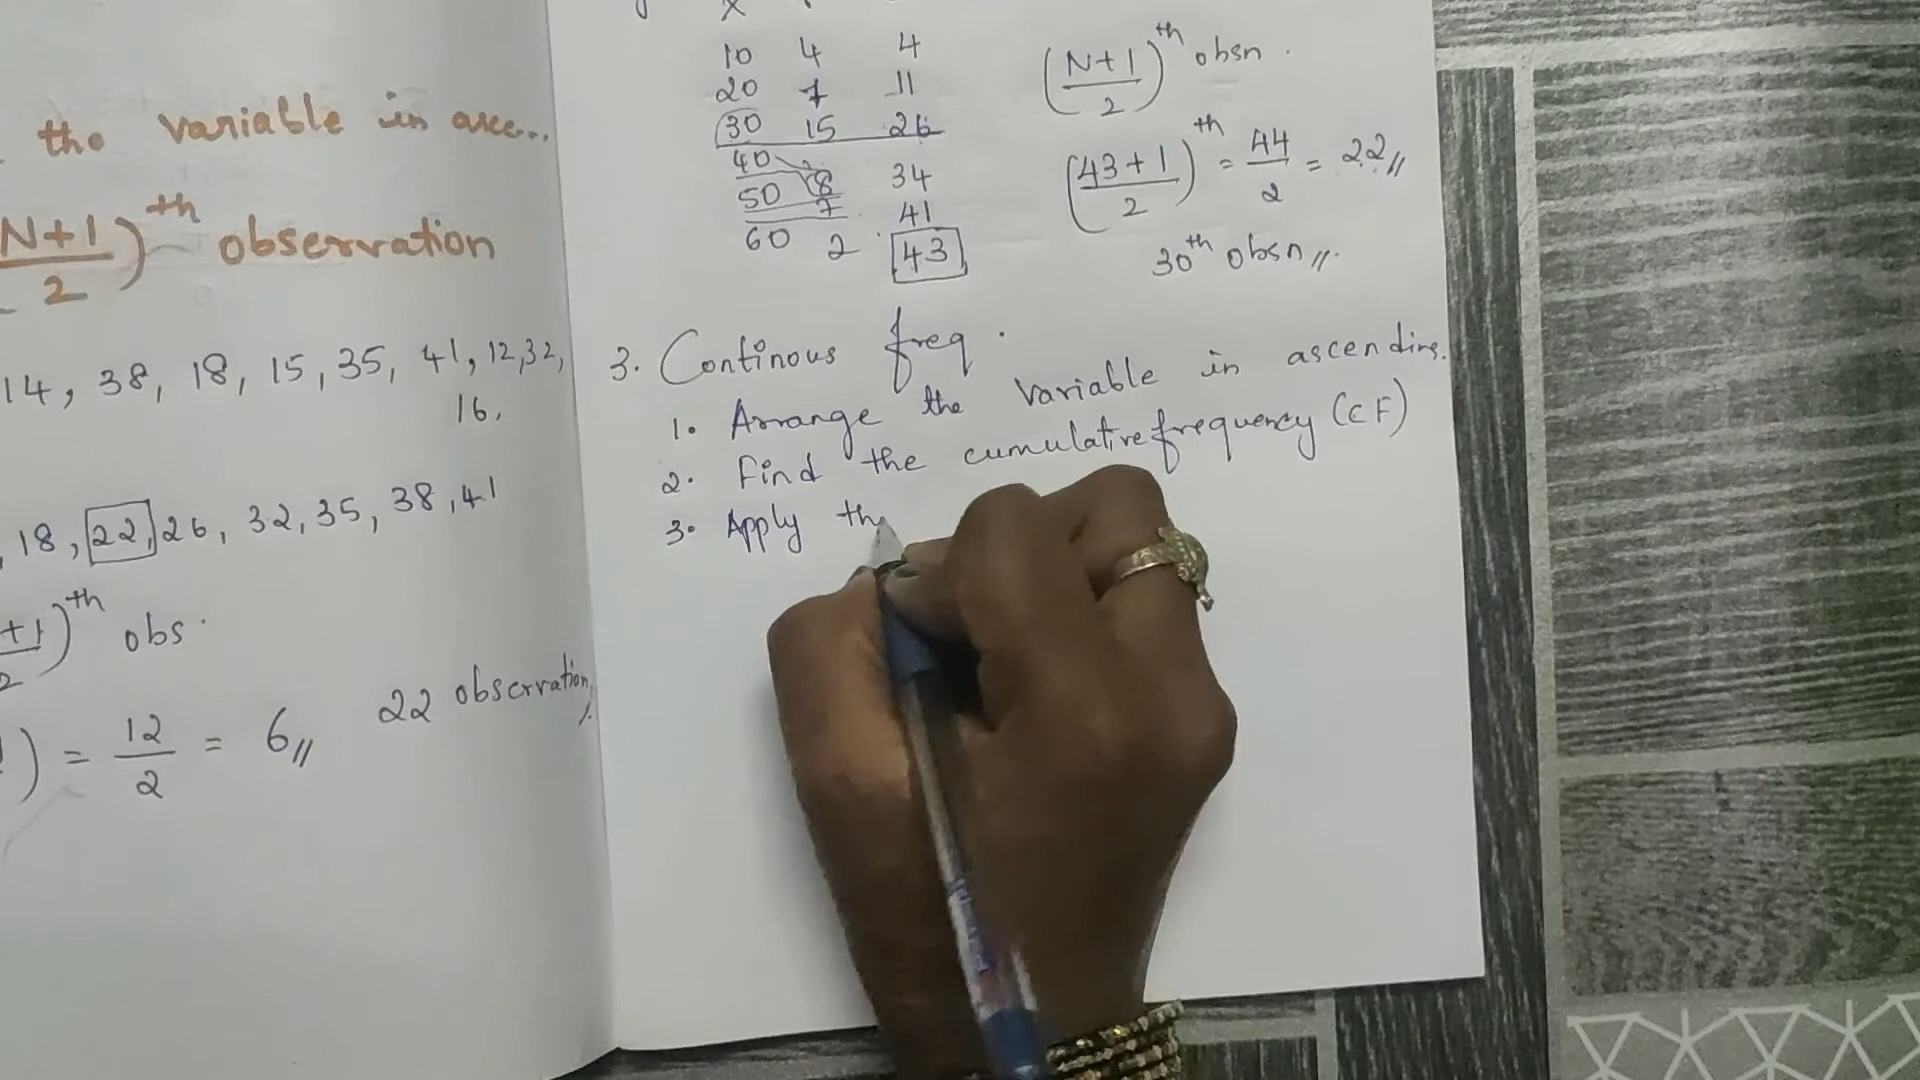 the variable in asce..
N+1/2)th observation
14, 38, 18, 15, 35, 41, 12, 32,
16.
, 18, 22, 26, 32, 35, 38, 41
+1/2)th obs.
) = 12/2 = 6// 22 observation//
x
10 4 4
20 7 11
30 15 26
40 8 34
50 7 41
60 2 43
(N+1/2)th obsn.
(43+1/2)th = 44/2 = 22//
30th obsn//.
3. Continous freq.
1. Arrange the variable in ascending.
2. Find the cumulative frequency (CF)
3. Apply the